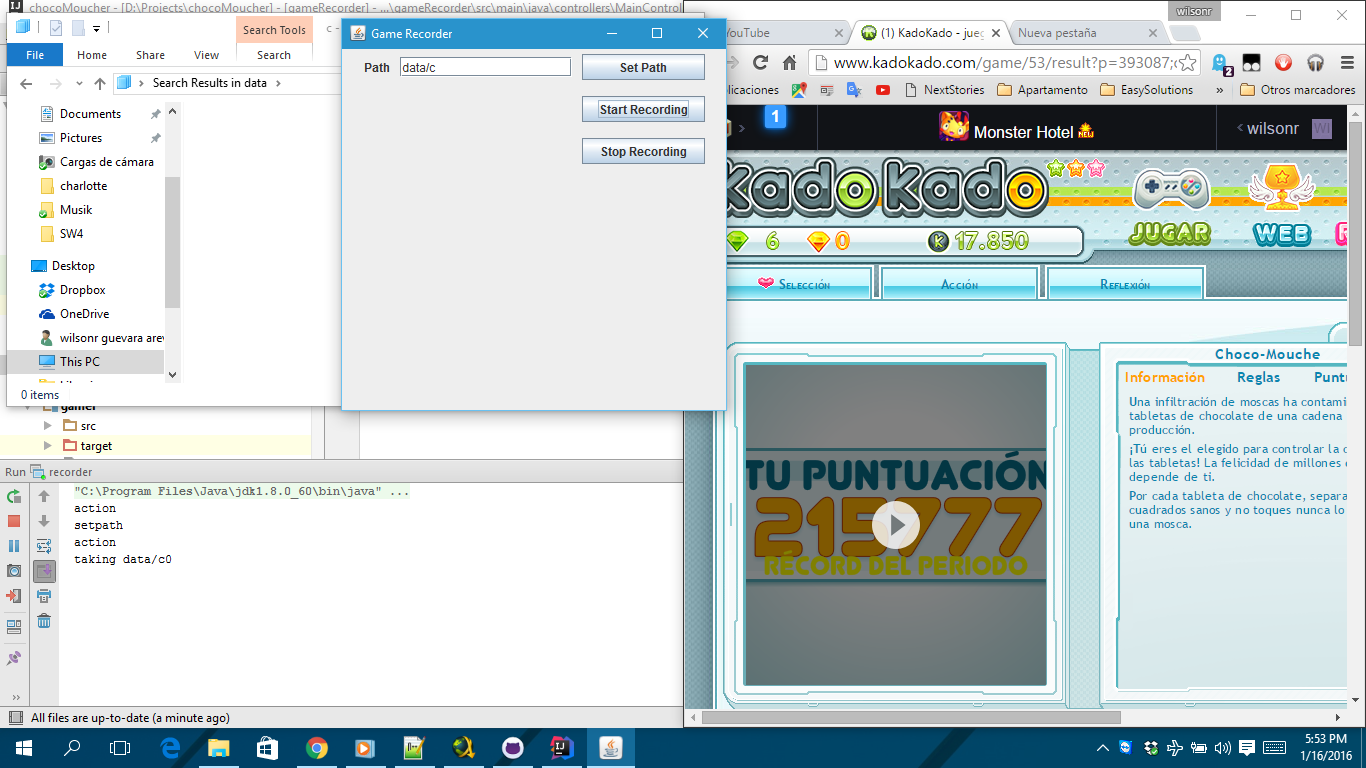 chocoMoucher - [D:\Projects\chocoMoucher] - [gameRecorder] - ...\gameRecorder\src\main\java\controllers\MainControl
Search Tools
c -
File
Home
Share
View
Search
Search Results in data
Documents
Pictures
Cargas de cámara
charlotte
Musik
SW4
Desktop
Dropbox
OneDrive
wilsonr guevara arev
This PC
0 items
Game Recorder
Path
data/c
Set Path
Start Recording
Stop Recording
gamer
src
target
Run
recorder
"C:\Program Files\Java\jdk1.8.0_60\bin\java" ...
action
setpath
action
taking data/c0
All files are up-to-date (a minute ago)
wilsonr
YouTube
(1) KadoKado - jueg
Nueva pestaña
www.kadokado.com/game/53/result?p=393087;c
2
licaciones
NextStories
Apartamento
EasySolutions
»
Otros marcadores
1
Monster Hotel
NEW
wilsonr
WI
kadokado
JUGAR
WEB
6
0
K
17.850
Selección
Acción
Reflexión
TU PUNTUACIÓN
215777
RÉCORD DEL PERIODO
Choco-Mouche
Información
Reglas
Puntu
Una infiltración de moscas ha contami
tabletas de chocolate de una cadena
producción.
¡Tú eres el elegido para controlar la c
las tabletas! La felicidad de millones d
depende de ti.
Por cada tableta de chocolate, separa
cuadrados sanos y no toques nunca lo
una mosca.
5:53 PM
1/16/2016